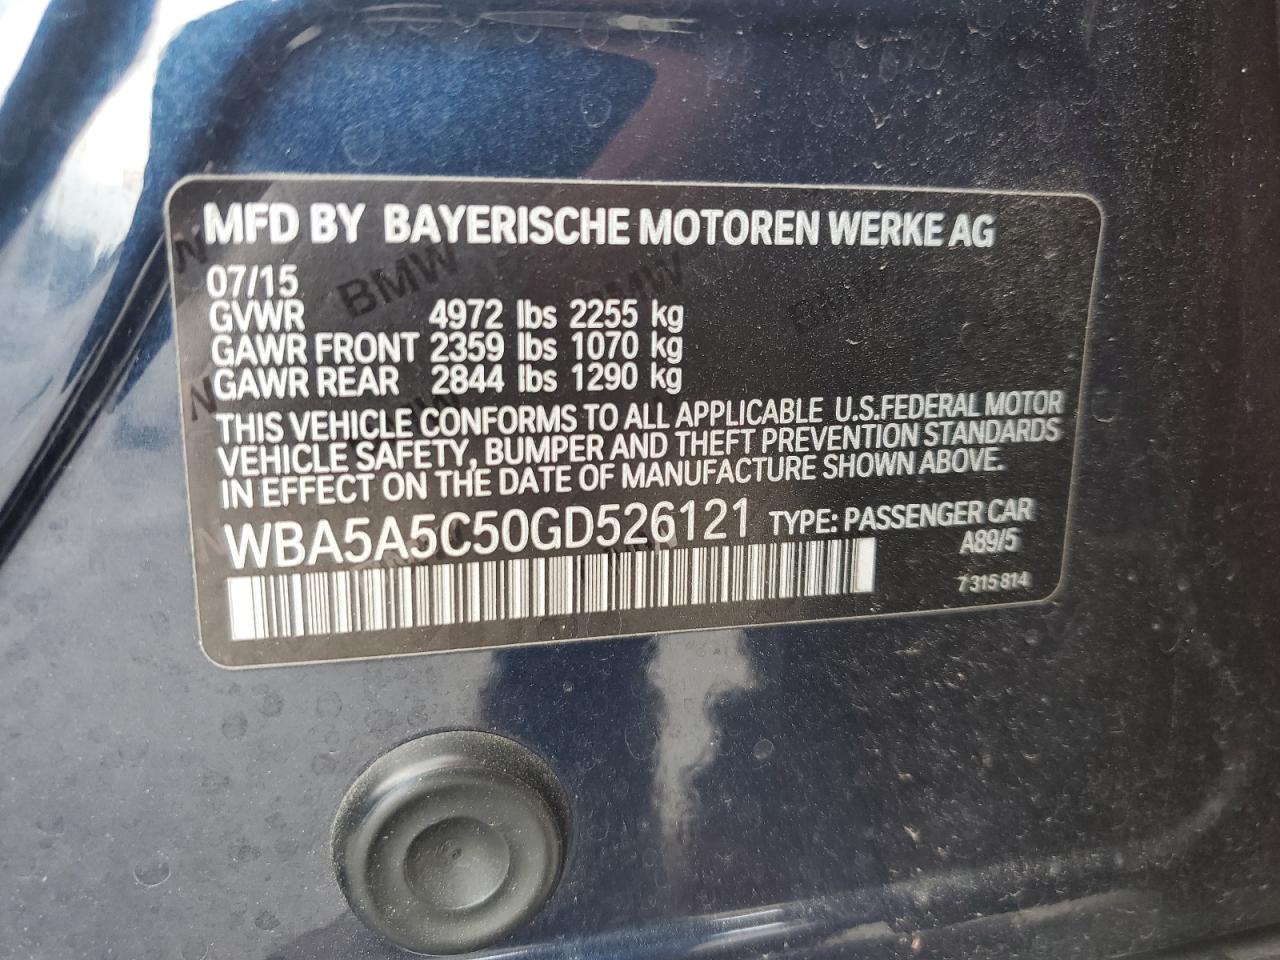 MFD BY BAYERISCHE MOTOREN WERKE AG
07/15
GVWR 4972 lbs 2255 kg
GAWR FRONT 2359 lbs 1070 kg
GAWR REAR 2844 lbs 1290 kg
THIS VEHICLE CONFORMS TO ALL APPLICABLE U.S.FEDERAL MOTOR
VEHICLE SAFETY, BUMPER AND THEFT PREVENTION STANDARDS
IN EFFECT ON THE DATE OF MANUFACTURE SHOWN ABOVE.
WBA5A5C50GD526121 TYPE: PASSENGER CAR
A89/5
7 315 814
BMW
BMW
BMW